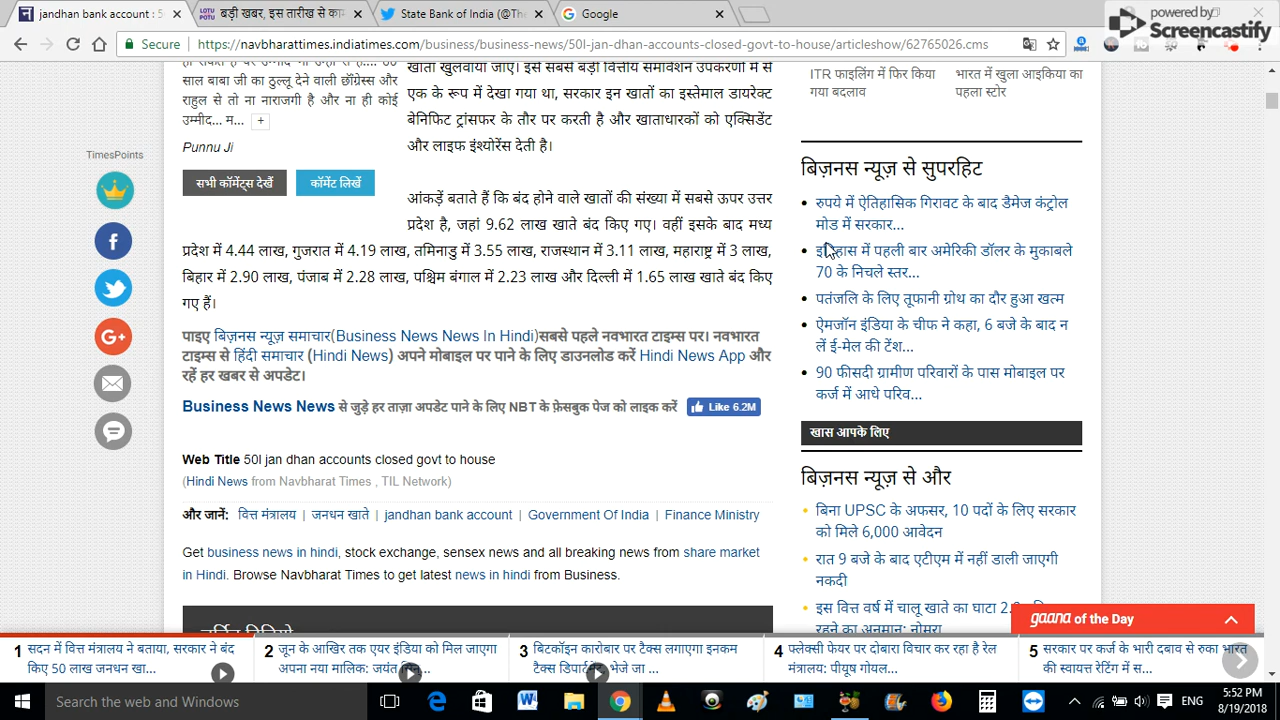 jandhan bank account : 5
बड़ी खबर, इस तारीख से काम
State Bank of India (@The
Google
powered by
Screencastify
Secure
https://navbharattimes.indiatimes.com/business/business-news/50l-jan-dhan-accounts-closed-govt-to-house/articleshow/62767626.cms
साल बाबा जी का ठुल्लू देने वाली छॉंग्रेस और
राहुल से तो ना नाराजगी है और ना ही कोई
उम्मीद... म... +
Punnu Ji
सभी कॉमेंट्स देखें
कॉमेंट लिखें
TimesPoints
खाता खुलवाया जाए। इसे सबसे बड़ी वित्तीय समावेशन उपकरणों में से
एक के रूप में देखा गया था, सरकार इन खातों का इस्तेमाल डायरेक्ट
बेनिफिट ट्रांसफर के तौर पर करती है और खाताधारकों को एक्सिडेंट
और लाइफ इंश्योरेंस देती है।
आंकड़ें बताते हैं कि बंद होने वाले खातों की संख्या में सबसे ऊपर उत्तर
प्रदेश है, जहां 9.62 लाख खाते बंद किए गए। वहीं इसके बाद मध्य
प्रदेश में 4.44 लाख, गुजरात में 4.19 लाख, तमिनाडु में 3.55 लाख, राजस्थान में 3.11 लाख, महाराष्ट्र में 3 लाख,
बिहार में 2.90 लाख, पंजाब में 2.28 लाख, पश्चिम बंगाल में 2.23 लाख और दिल्ली में 1.65 लाख खाते बंद किए
गए हैं।
पाइए बिज़नस न्यूज़ समाचार(Business News News In Hindi)सबसे पहले नवभारत टाइम्स पर। नवभारत
टाइम्स से हिंदी समाचार (Hindi News) अपने मोबाइल पर पाने के लिए डाउनलोड करें Hindi News App और
रहें हर खबर से अपडेट।
Business News News से जुड़े हर ताज़ा अपडेट पाने के लिए NBT के फ़ेसबुक पेज को लाइक करें
Like 6.2M
Web Title 50l jan dhan accounts closed govt to house
(Hindi News from Navbharat Times , TIL Network)
और जानें: वित्त मंत्रालय | जनधन खाते | jandhan bank account | Government Of India | Finance Ministry
Get business news in hindi, stock exchange, sensex news and all breaking news from share market
in Hindi. Browse Navbharat Times to get latest news in hindi from Business.
ITR फाइलिंग में फिर किया
गया बदलाव
भारत में खुला आइकिया का
पहला स्टोर
बिज़नस न्यूज़ से सुपरहिट
रुपये में ऐतिहासिक गिरावट के बाद डैमेज कंट्रोल
मोड में सरकार...
इतिहास में पहली बार अमेरिकी डॉलर के मुकाबले
70 के निचले स्तर...
पतंजलि के लिए तूफानी ग्रोथ का दौर हुआ खत्म
ऐमजॉन इंडिया के चीफ ने कहा, 6 बजे के बाद न
लें ई-मेल की टेंश...
90 फीसदी ग्रामीण परिवारों के पास मोबाइल पर
कर्ज में आधे परिव...
खास आपके लिए
बिज़नस न्यूज़ से और
बिना UPSC के अफसर, 10 पदों के लिए सरकार
को मिले 6,000 आवेदन
रात 9 बजे के बाद एटीएम में नहीं डाली जाएगी
नकदी
इस वित्त वर्ष में चालू खाते का घाटा
रहने का अनुमान: नोमुरा
gaana of the Day
1 सदन में वित्त मंत्रालय ने बताया, सरकार ने बंद
किए 50 लाख जनधन खा...
2 जून के आखिर तक एयर इंडिया को मिल जाएगा
अपना नया मालिक: जयंत
3 बिटकॉइन कारोबार पर टैक्स लगाएगा इनकम
टैक्स डिपार्ट भेजे जा ...
4 फ्लेक्सी फेयर पर दोबारा विचार कर रहा है रेल
मंत्रालय: पीयूष गोयल...
5 सरकार पर कर्ज के भारी दबाव से रुका भारत
की स्वायत्त रेटिंग में स...
Search the web and Windows
ENG
5:52 PM
8/19/2018